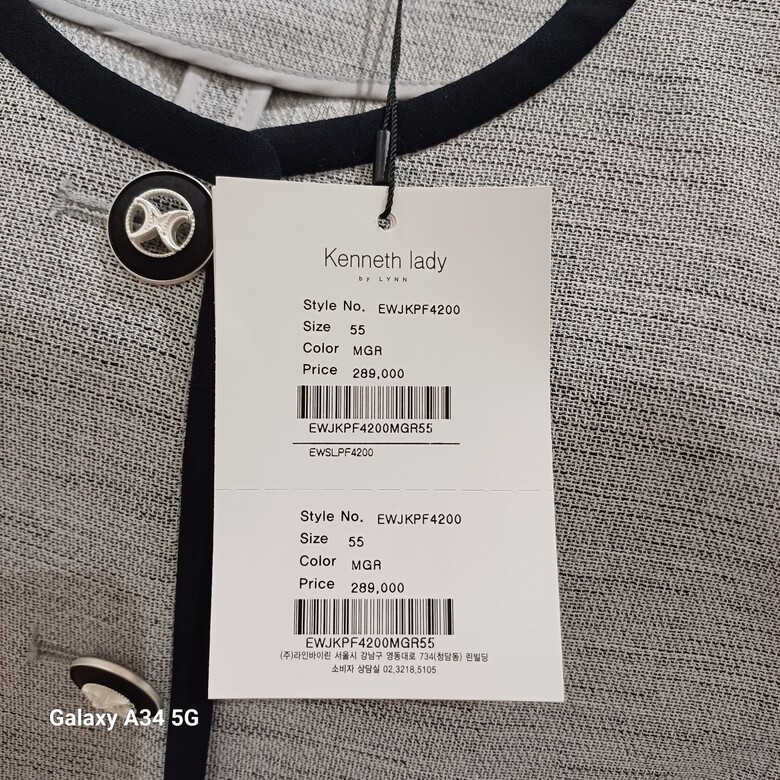 Kenneth lady
by LYNN
Style No. EWJKPF4200
Size 55
Color MGR
Price 289,000
EWJKPF4200MGR55
EWSLPF4200
Style No. EWJKPF4200
Size 55
Color MGR
Price 289,000
EWJKPF4200MGR55
(주)라인바이린 서울시 강남구 영동대로 734(청담동) 린빌딩
소비자 상담실 02.3218.5105
Galaxy A34 5G